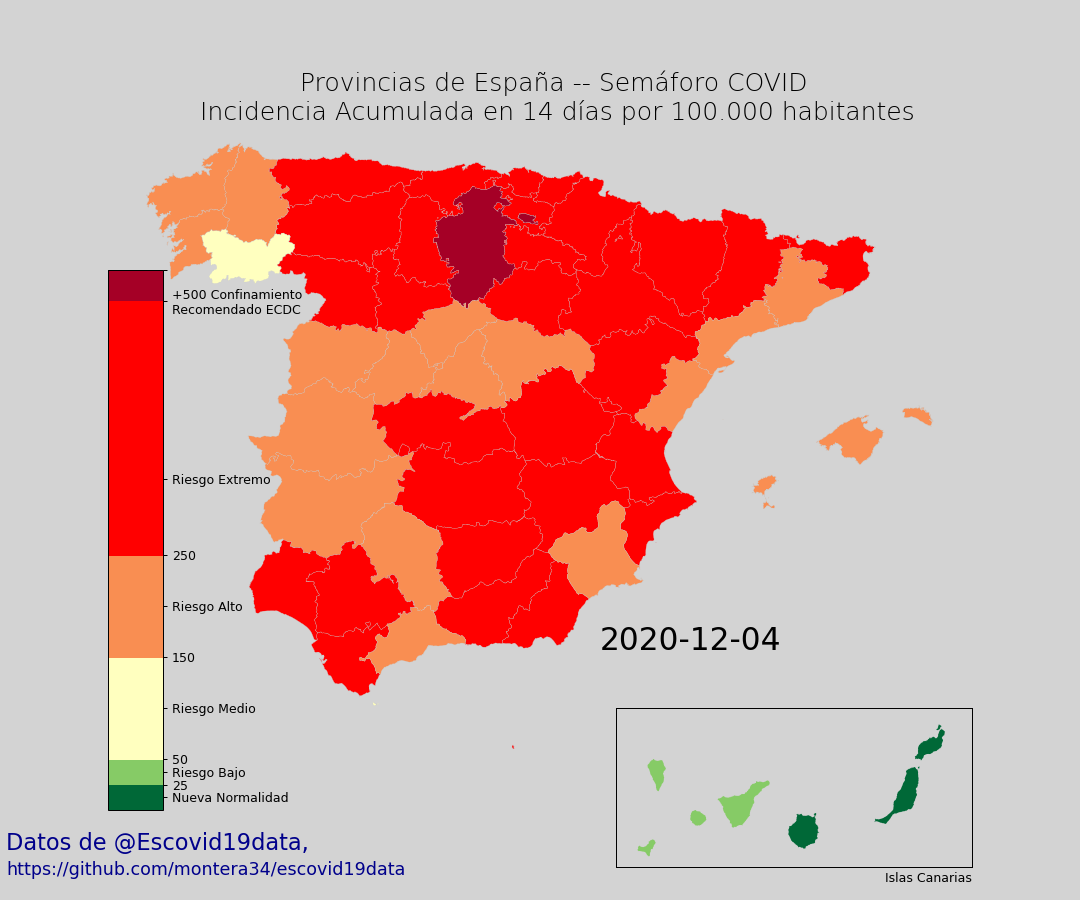 Provincias de España -- Semáforo COVID
Incidencia Acumulada en 14 días por 100.000 habitantes
+500 Confinamiento
Recomendado ECDC
Riesgo Extremo
250
Riesgo Alto
150
Riesgo Medio
50
Riesgo Bajo
25
Nueva Normalidad
2020-12-04
Islas Canarias
Datos de @Escovid19data,
https://github.com/montera34/escovid19data